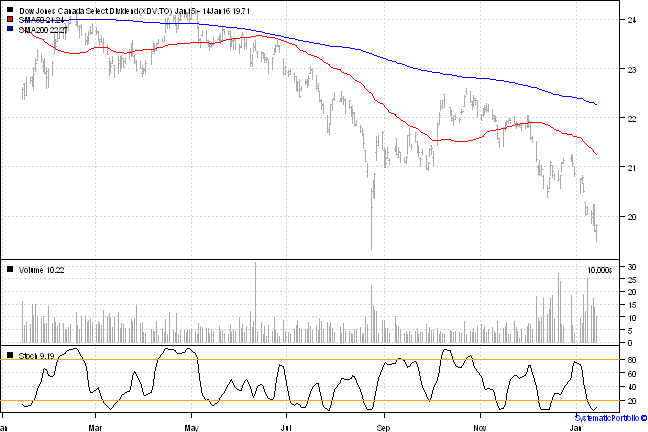 Dow Jones Canada Select Dividend(XDV.TO) Jan15 - 14Jan16 19.71
SMA50 21.24
SMA200 22.27
24
23
22
21
20
Volume 10.22
10,000s
30
25
20
15
10
5
0
Stoch 9.19
80
60
40
20
an
Mar
May
Jul
Sep
Nov
Jan
SystematicPortfolio ©